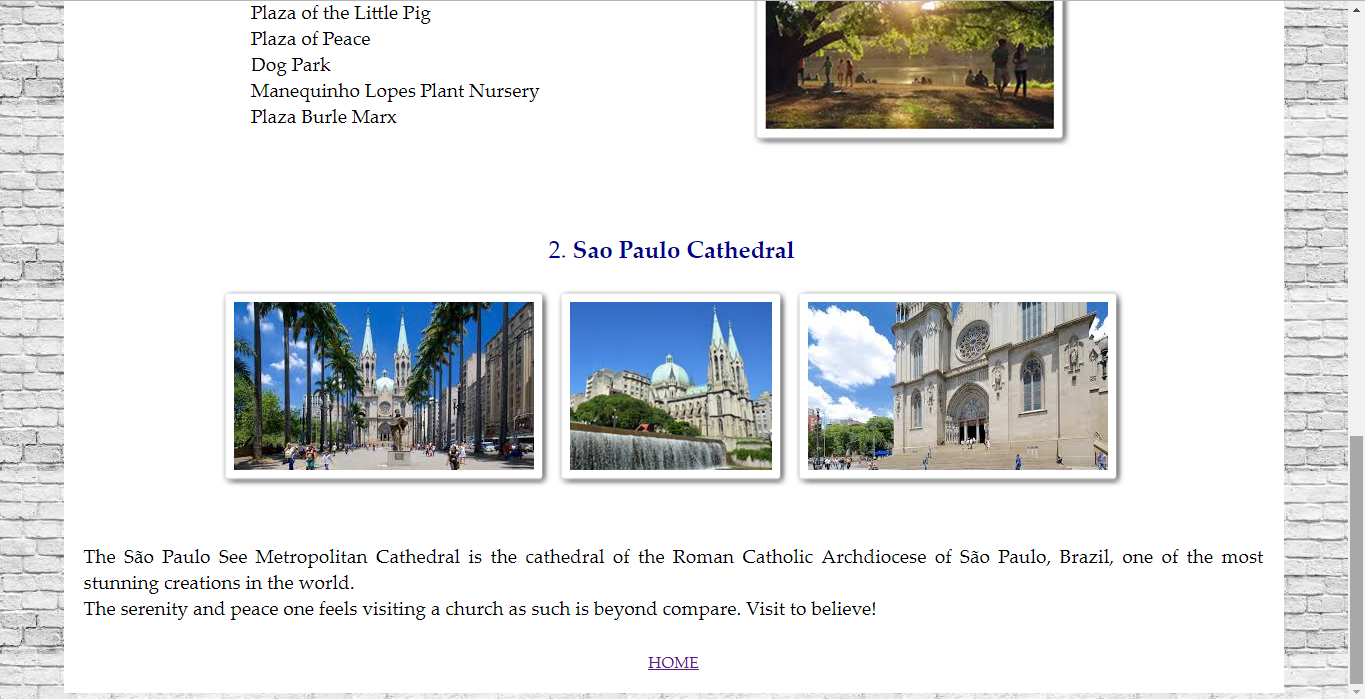 Plaza of the Little Pig
Plaza of Peace
Dog Park
Manequinho Lopes Plant Nursery
Plaza Burle Marx
2. Sao Paulo Cathedral
The São Paulo See Metropolitan Cathedral is the cathedral of the Roman Catholic Archdiocese of São Paulo, Brazil, one of the most
stunning creations in the world.
The serenity and peace one feels visiting a church as such is beyond compare. Visit to believe!
HOME